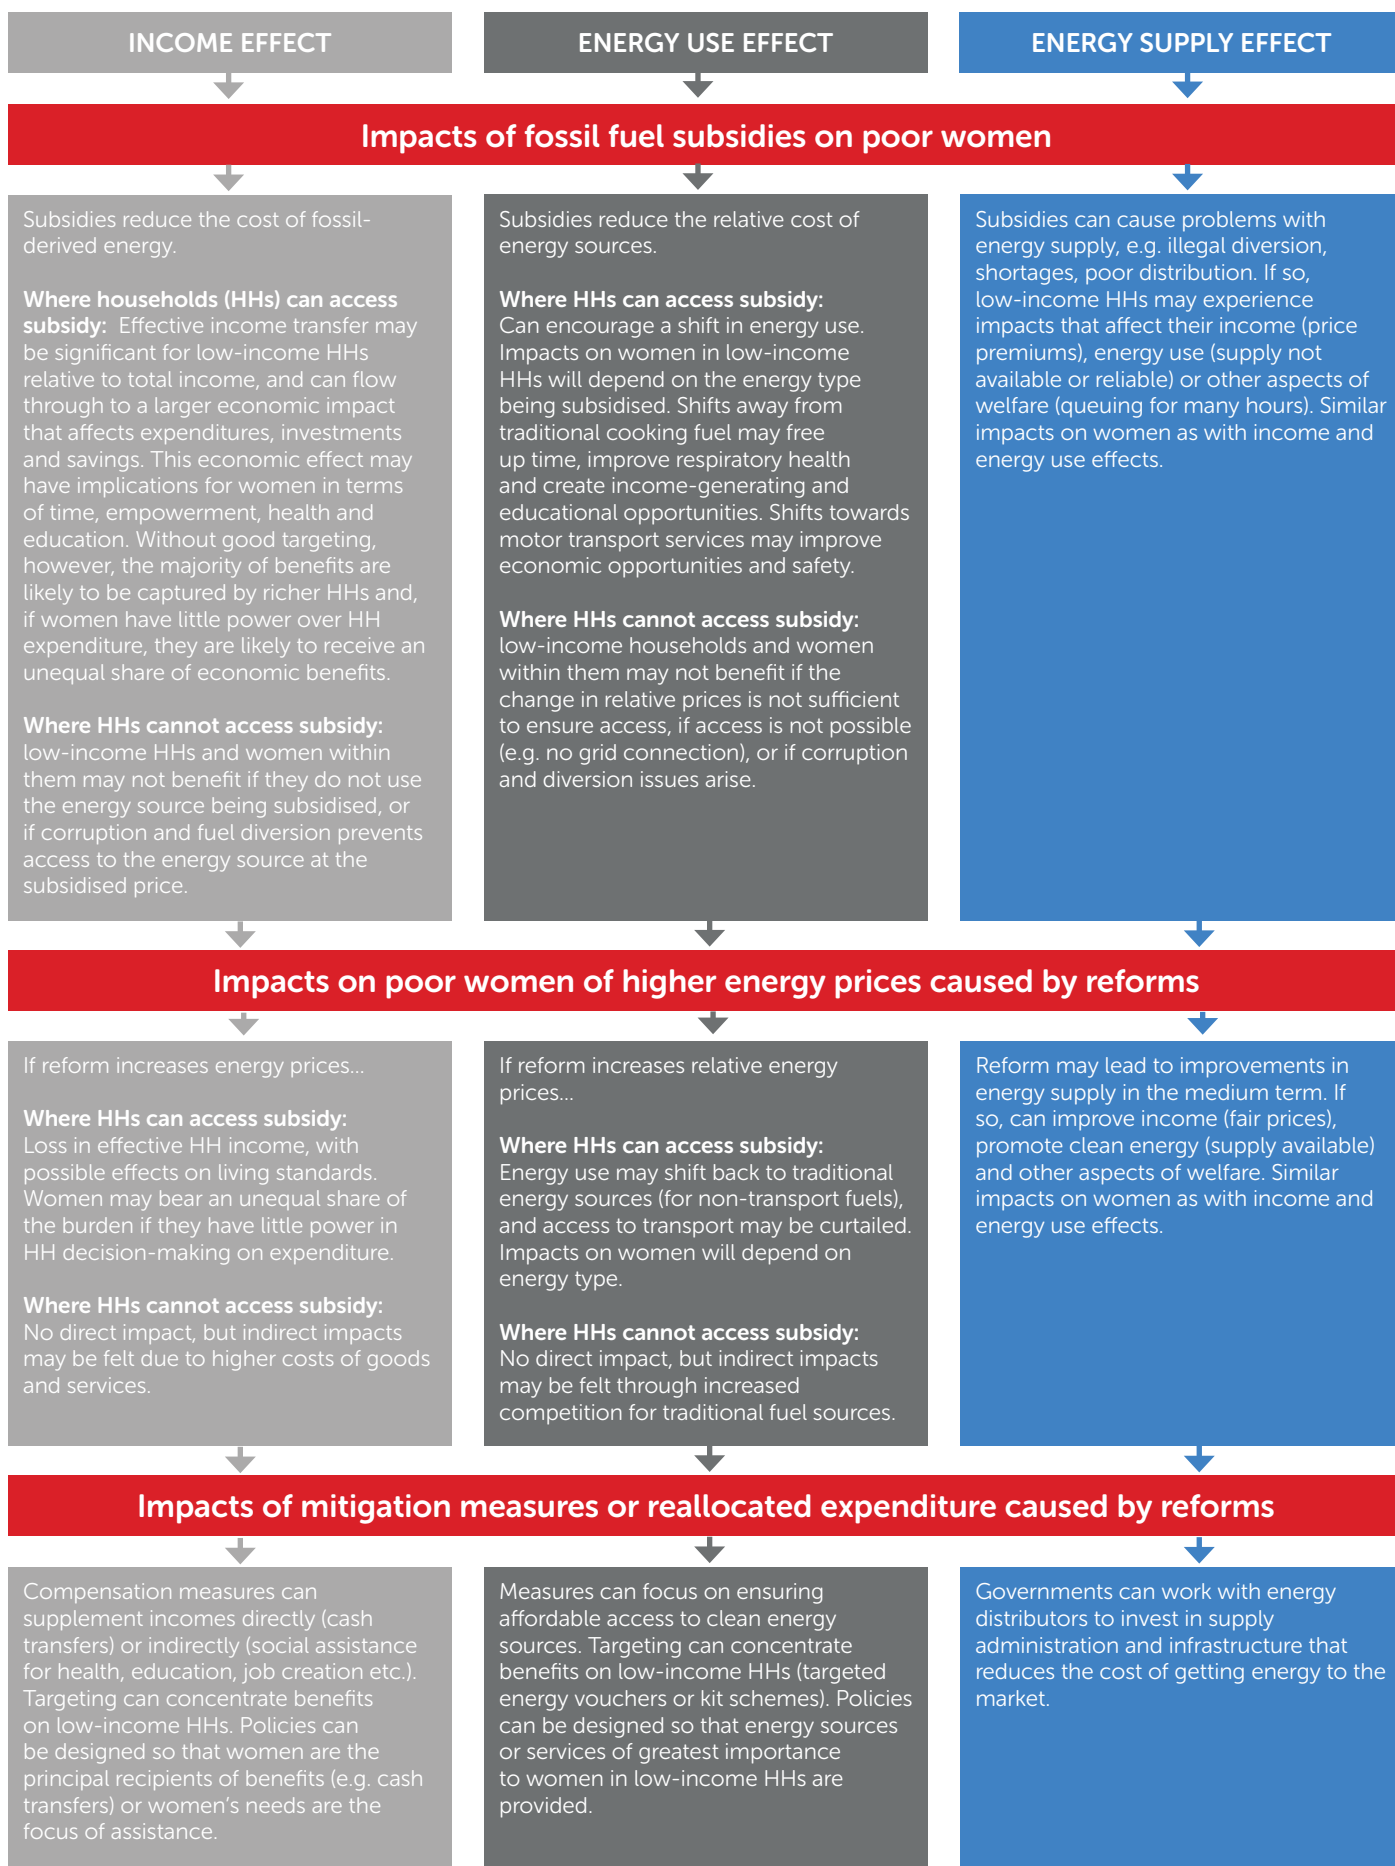 INCOME EFFECT
ENERGY USE EFFECT
ENERGY SUPPLY EFFECT
Impacts of fossil fuel subsidies on poor women
Subsidies reduce the cost of fossil-
derived energy.
Where households (HHs) can access
subsidy: Effective income transfer may
be significant for low-income HHs
relative to total income, and can flow
through to a larger economic impact
that affects expenditures, investments
and savings. This economic effect may
have implications for women in terms
of time, empowerment, health and
education. Without good targeting,
however, the majority of benefits are
likely to be captured by richer HHs and,
if women have little power over HH
expenditure, they are likely to receive an
unequal share of economic benefits.
Where HHs cannot access subsidy:
low-income HHs and women within
them may not benefit if they do not use
the energy source being subsidised, or
if corruption and fuel diversion prevents
access to the energy source at the
subsidised price.
Subsidies reduce the relative cost of
energy sources.
Where HHs can access subsidy:
Can encourage a shift in energy use.
Impacts on women in low-income
HHs will depend on the energy type
being subsidised. Shifts away from
traditional cooking fuel may free
up time, improve respiratory health
and create income-generating and
educational opportunities. Shifts towards
motor transport services may improve
economic opportunities and safety.
Where HHs cannot access subsidy:
low-income households and women
within them may not benefit if the
change in relative prices is not sufficient
to ensure access, if access is not possible
(e.g. no grid connection), or if corruption
and diversion issues arise.
Subsidies can cause problems with
energy supply, e.g. illegal diversion,
shortages, poor distribution. If so,
low-income HHs may experience
impacts that affect their income (price
premiums), energy use (supply not
available or reliable) or other aspects of
welfare (queuing for many hours). Similar
impacts on women as with income and
energy use effects.
Impacts on poor women of higher energy prices caused by reforms
If reform increases energy prices...
Where HHs can access subsidy:
Loss in effective HH income, with
possible effects on living standards.
Women may bear an unequal share of
the burden if they have little power in
HH decision-making on expenditure.
Where HHs cannot access subsidy:
No direct impact, but indirect impacts
may be felt due to higher costs of goods
and services.
If reform increases relative energy
prices...
Where HHs can access subsidy:
Energy use may shift back to traditional
energy sources (for non-transport fuels),
and access to transport may be curtailed.
Impacts on women will depend on
energy type.
Where HHs cannot access subsidy:
No direct impact, but indirect impacts
may be felt through increased
competition for traditional fuel sources.
Reform may lead to improvements in
energy supply in the medium term. If
so, can improve income (fair prices),
promote clean energy (supply available)
and other aspects of welfare. Similar
impacts on women as with income and
energy use effects.
Impacts of mitigation measures or reallocated expenditure caused by reforms
Compensation measures can
supplement incomes directly (cash
transfers) or indirectly (social assistance
for health, education, job creation etc.).
Targeting can concentrate benefits
on low-income HHs. Policies can
be designed so that women are the
principal recipients of benefits (e.g. cash
transfers) or women's needs are the
focus of assistance.
Measures can focus on ensuring
affordable access to clean energy
sources. Targeting can concentrate
benefits on low-income HHs (targeted
energy vouchers or kit schemes). Policies
can be designed so that energy sources
or services of greatest importance
to women in low-income HHs are
provided.
Governments can work with energy
distributors to invest in supply
administration and infrastructure that
reduces the cost of getting energy to the
market.